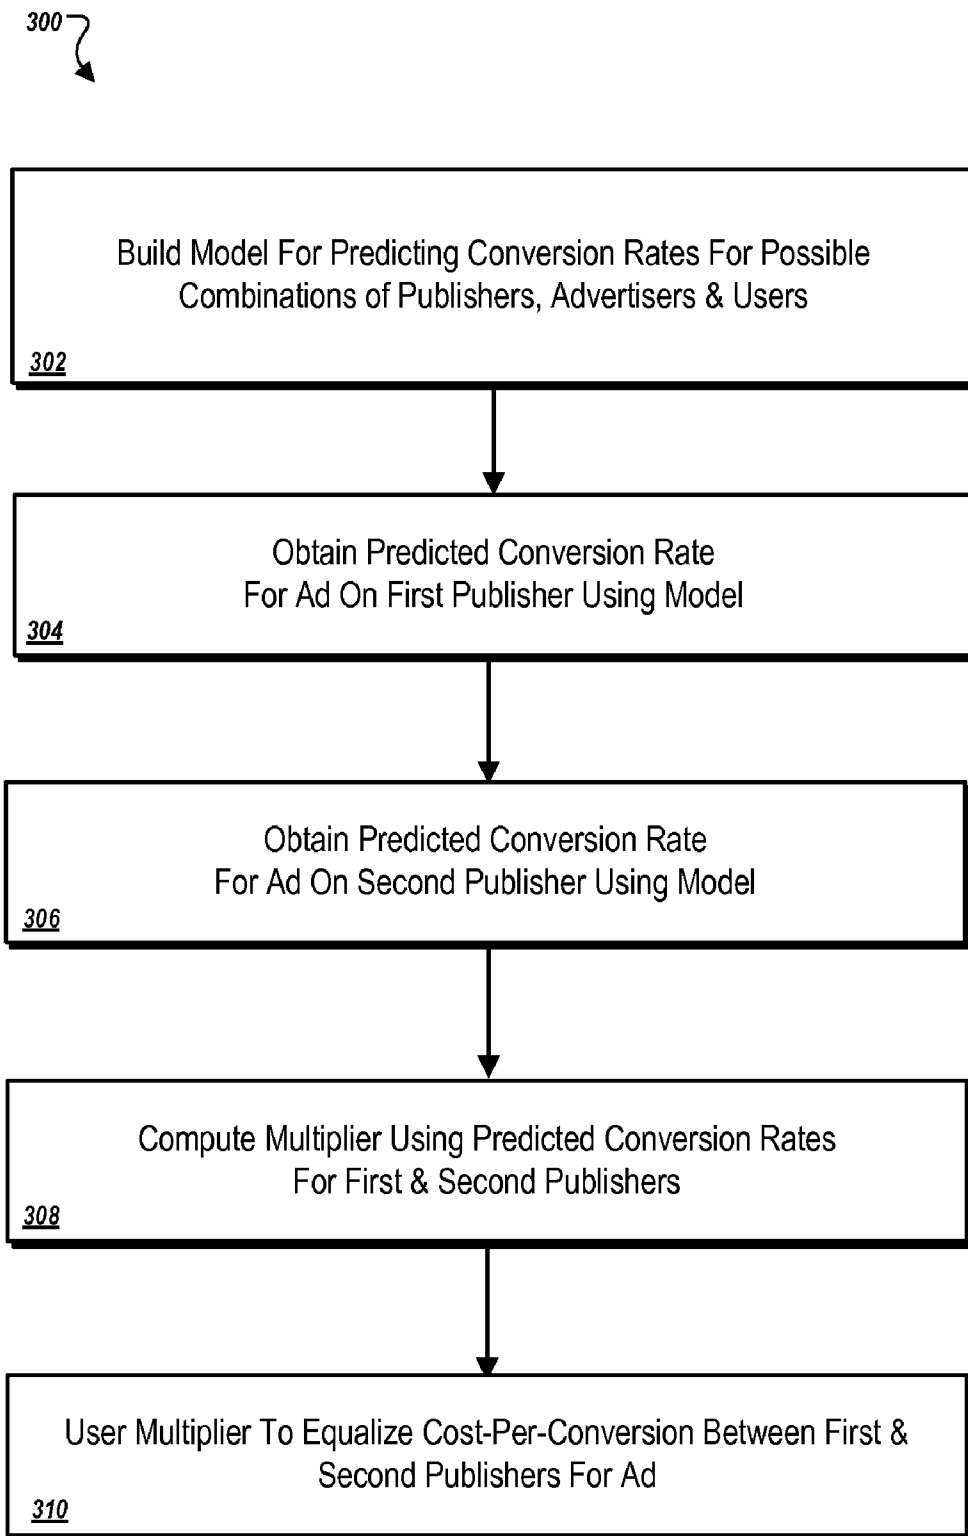 300
Build Model For Predicting Conversion Rates For Possible
Combinations of Publishers, Advertisers & Users
302
Obtain Predicted Conversion Rate
For Ad On First Publisher Using Model
304
Obtain Predicted Conversion Rate
For Ad On Second Publisher Using Model
306
Compute Multiplier Using Predicted Conversion Rates
For First & Second Publishers
308
User Multiplier To Equalize Cost-Per-Conversion Between First &
Second Publishers For Ad
310